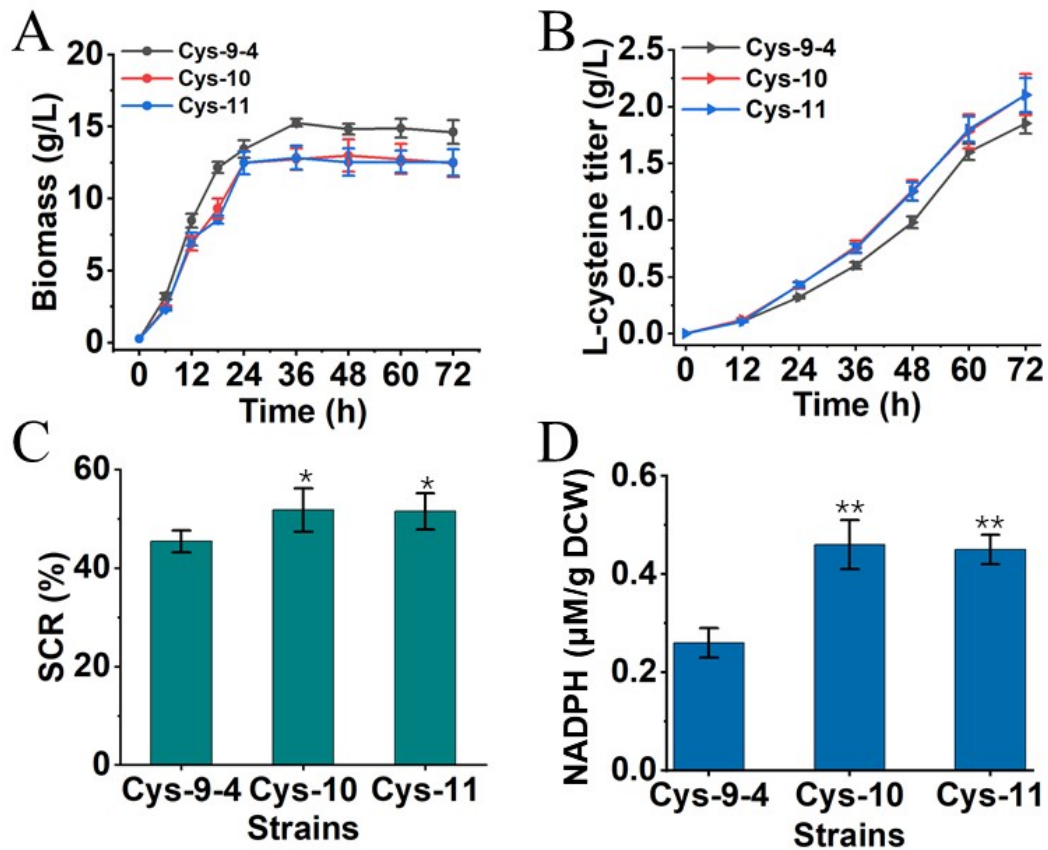 A
Biomass (g/L)
20
15
10
5
0
Cys-9-4
Cys-10
Cys-11
0 12 24 36 48 60 72
Time (h)
B
L-cysteine titer (g/L)
2.5
2.0
1.5
1.0
0.5
0.0
Cys-9-4
Cys-10
Cys-11
0 12 24 36 48 60 72
Time (h)
C
SCR (%)
60
40
20
0
*
*
Cys-9-4 Cys-10 Cys-11
Strains
D
NADPH (μM/g DCW)
0.6
0.4
0.2
0.0
**
**
Cys-9-4 Cys-10 Cys-11
Strains